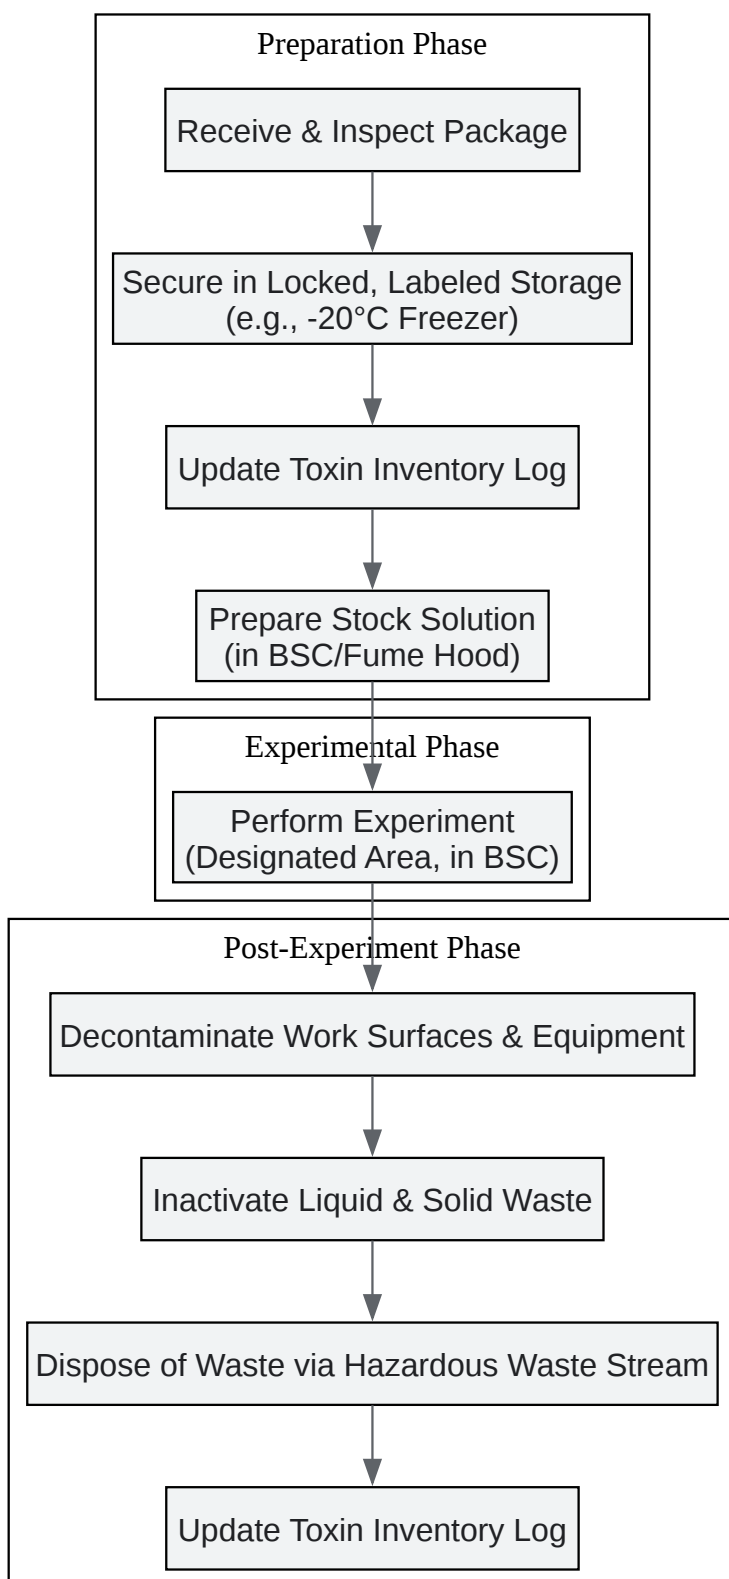 Preparation Phase
Receive & Inspect Package
Secure in Locked, Labeled Storage
(e.g., -20°C Freezer)
Update Toxin Inventory Log
Prepare Stock Solution
(in BSC/Fume Hood)
Experimental Phase
Perform Experiment
(Designated Area, in BSC)
Post-Experiment Phase
Decontaminate Work Surfaces & Equipment
Inactivate Liquid & Solid Waste
Dispose of Waste via Hazardous Waste Stream
Update Toxin Inventory Log